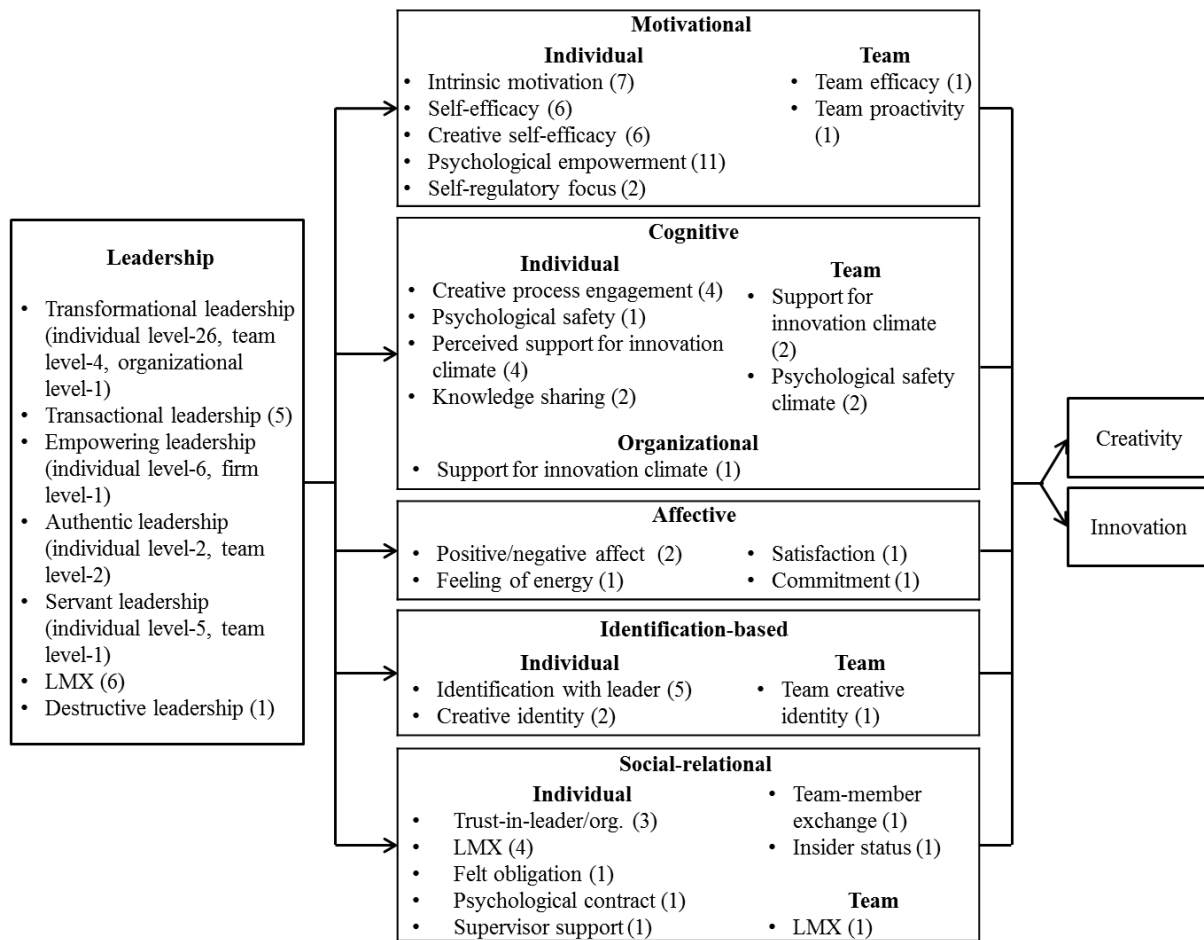 Leadership
• Transformational leadership
(individual level-26, team
level-4, organizational
level-1)
• Transactional leadership (5)
• Empowering leadership
(individual level-6, firm
level-1)
• Authentic leadership
(individual level-2, team
level-2)
• Servant leadership
(individual level-5, team
level-1)
• LMX (6)
• Destructive leadership (1)
Motivational
Individual
• Intrinsic motivation (7)
• Self-efficacy (6)
• Creative self-efficacy (6)
• Psychological empowerment (11)
• Self-regulatory focus (2)
Team
• Team efficacy (1)
• Team proactivity
(1)
Cognitive
Individual
• Creative process engagement (4)
• Psychological safety (1)
• Perceived support for innovation
climate (4)
• Knowledge sharing (2)
Team
• Support for
innovation climate
(2)
• Psychological safety
climate (2)
Organizational
• Support for innovation climate (1)
Affective
• Positive/negative affect (2)
• Feeling of energy (1)
• Satisfaction (1)
• Commitment (1)
Identification-based
Individual
• Identification with leader (5)
• Creative identity (2)
Team
• Team creative
identity (1)
Social-relational
Individual
• Trust-in-leader/org. (3)
• LMX (4)
• Felt obligation (1)
• Psychological contract (1)
• Supervisor support (1)
• Team-member
exchange (1)
• Insider status (1)
Team
• LMX (1)
Creativity
Innovation